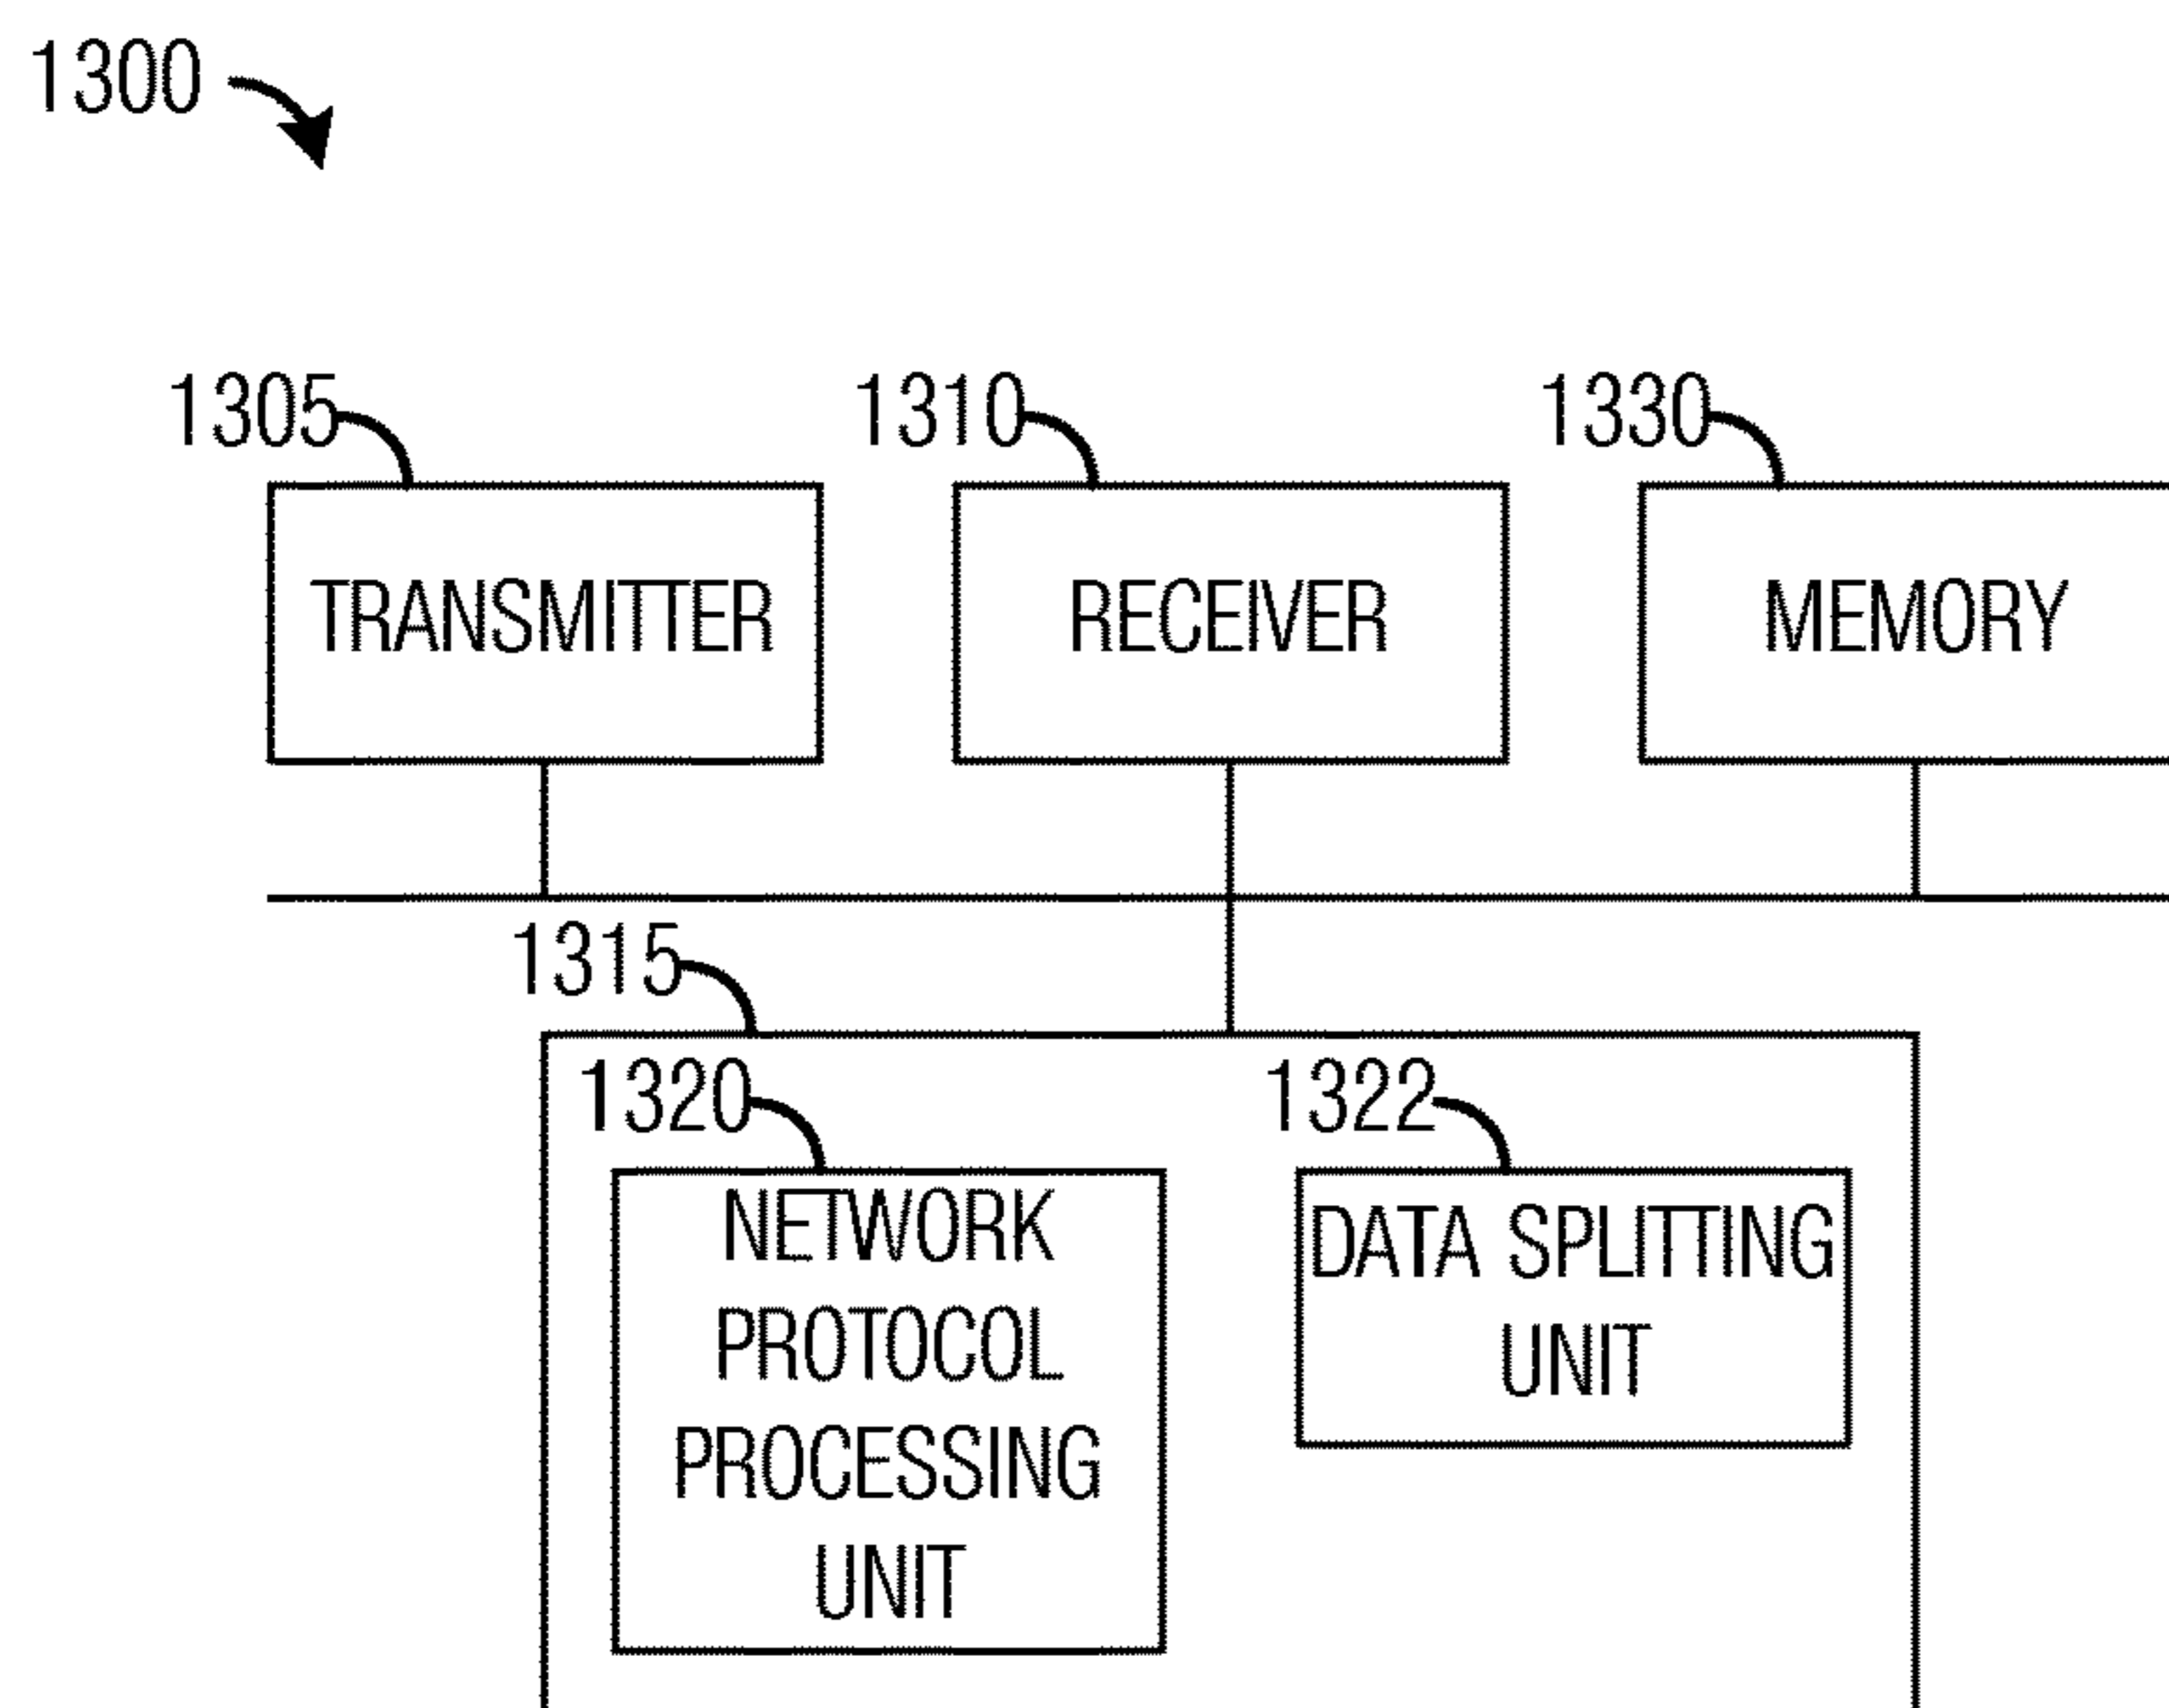 1300
1305
1310
1330
TRANSMITTER
RECEIVER
MEMORY
1315
1320
1322
NETWORK
PROTOCOL
PROCESSING
UNIT
DATA SPLITTING
UNIT